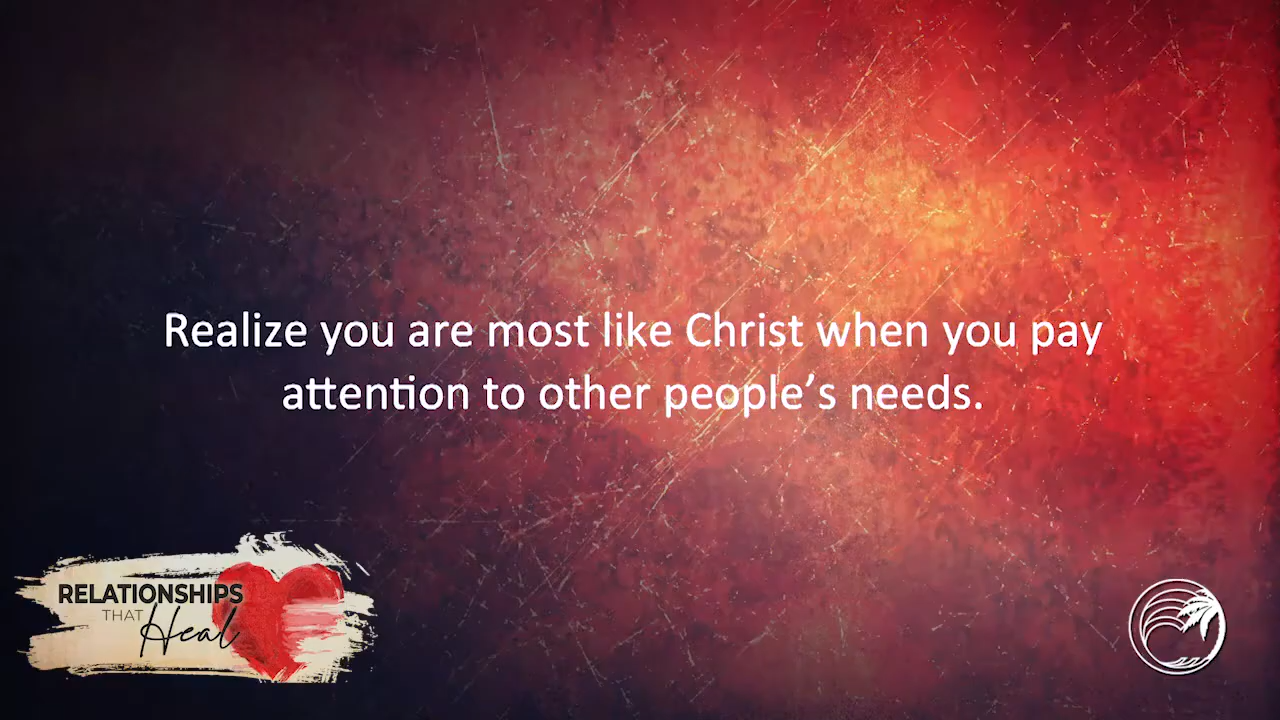 Realize you are most like Christ when you pay
attention to other people’s needs.
RELATIONSHIPS
THAT
Heal